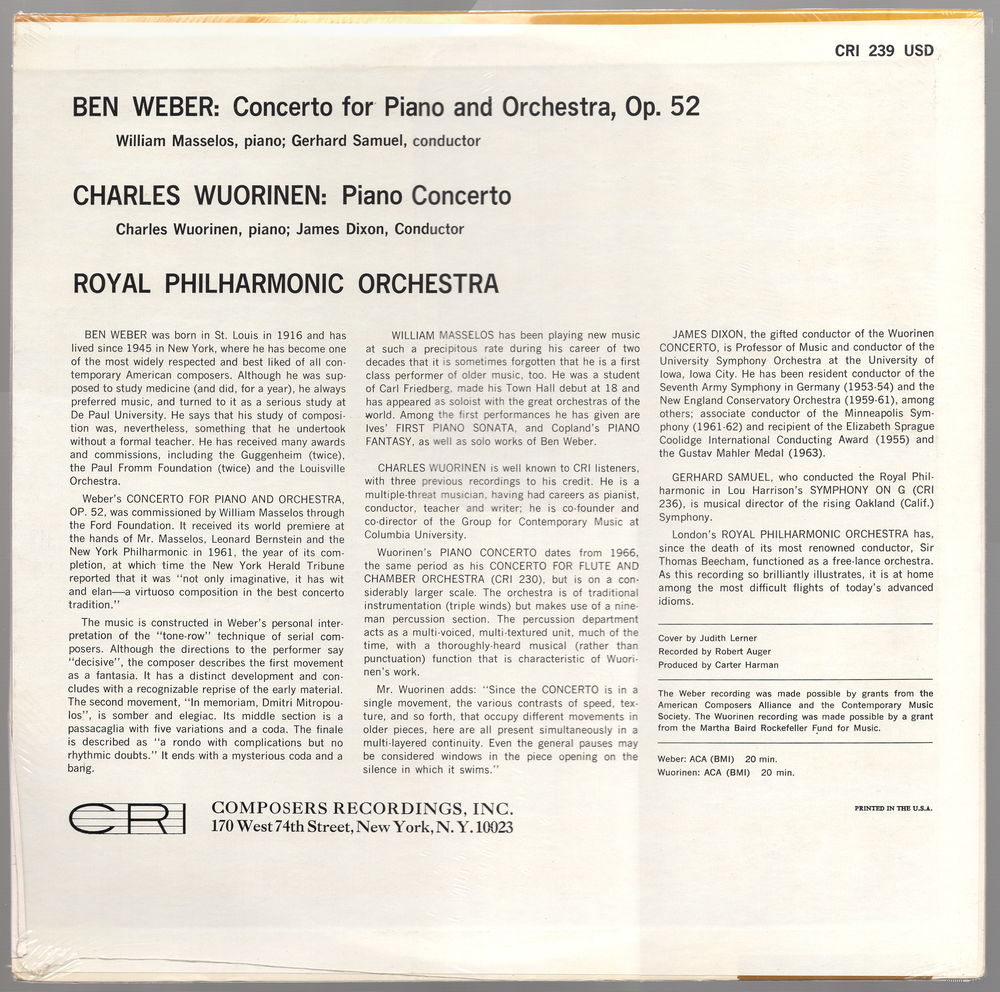 CRI 239 USD
BEN WEBER: Concerto for Piano and Orchestra, Op. 52
William Masselos, piano; Gerhard Samuel, conductor
CHARLES WUORINEN: Piano Concerto
Charles Wuorinen, piano; James Dixon, Conductor
ROYAL PHILHARMONIC ORCHESTRA
BEN WEBER was born in St. Louis in 1916 and has
lived since 1945 in New York, where he has become one
of the most widely respected and best liked of all con-
temporary American composers. Although he was sup-
posed to study medicine (and did, for a year), he always
preferred music, and turned to it as a serious study at
De Paul University. He says that his study of composi-
tion was, nevertheless, something that he undertook
without a formal teacher. He has received many awards
and commissions, including the Guggenheim (twice),
the Paul Fromm Foundation (twice) and the Louisville
Orchestra.
Weber's CONCERTO FOR PIANO AND ORCHESTRA,
OP. 52, was commissioned by William Masselos through
the Ford Foundation. It received its world premiere at
the hands of Mr. Masselos, Leonard Bernstein and the
New York Philharmonic in 1961, the year of its com-
pletion, at which time the New York Herald Tribune
reported that it was "not only imaginative, it has wit
and elan—a virtuoso composition in the best concerto
tradition."
The music is constructed in Weber's personal inter-
pretation of the "tone-row" technique of serial com-
posers. Although the directions to the performer say
"decisive", the composer describes the first movement
as a fantasia. It has a distinct development and con-
cludes with a recognizable reprise of the early material.
The second movement, "In memoriam, Dmitri Mitropou-
los", is somber and elegiac. Its middle section is a
passacaglia with five variations and a coda. The finale
is described as "a rondo with complications but no
rhythmic doubts." It ends with a mysterious coda and a
bang.
WILLIAM MASSELOS has been playing new music
at such a precipitous rate during his career of two
decades that it is sometimes forgotten that he is a first
class performer of older music, too. He was a student
of Carl Friedberg, made his Town Hall debut at 18 and
has appeared as soloist with the great orchestras of the
world. Among the first performances he has given are
Ives' FIRST PIANO SONATA, and Copland's PIANO
FANTASY, as well as solo works of Ben Weber.
CHARLES WUORINEN is well known to CRI listeners,
with three previous recordings to his credit. He is a
multiple-threat musician, having had careers as pianist,
conductor, teacher and writer; he is co-founder and
co-director of the Group for Contemporary Music at
Columbia University.
Wuorinen's PIANO CONCERTO dates from 1966,
the same period as his CONCERTO FOR FLUTE AND
CHAMBER ORCHESTRA (CRI 230), but is on a con-
siderably larger scale. The orchestra is of traditional
instrumentation (triple winds) but makes use of a nine-
man percussion section. The percussion department
acts as a multi-voiced, multi-textured unit, much of the
time, with a thoroughly-heard musical (rather than
punctuation) function that is characteristic of Wuori-
nen's work.
Mr. Wuorinen adds: "Since the CONCERTO is in a
single movement, the various contrasts of speed, tex-
ture, and so forth, that occupy different movements in
older pieces, here are all present simultaneously in a
multi-layered continuity. Even the general pauses may
be considered windows in the piece opening on the
silence in which it swims."
JAMES DIXON, the gifted conductor of the Wuorinen
CONCERTO, is Professor of Music and conductor of the
University Symphony Orchestra at the University of
Iowa, Iowa City. He has been resident conductor of the
Seventh Army Symphony in Germany (1953-54) and the
New England Conservatory Orchestra (1959-61), among
others; associate conductor of the Minneapolis Sym-
phony (1961-62) and recipient of the Elizabeth Sprague
Coolidge International Conducting Award (1955) and
the Gustav Mahler Medal (1963).
GERHARD SAMUEL, who conducted the Royal Phil-
harmonic in Lou Harrison's SYMPHONY ON G (CRI
236), is musical director of the rising Oakland (Calif.)
Symphony.
London's ROYAL PHILHARMONIC ORCHESTRA has,
since the death of its most renowned conductor, Sir
Thomas Beecham, functioned as a free-lance orchestra.
As this recording so brilliantly illustrates, it is at home
among the most difficult flights of today's advanced
idioms.
Cover by Judith Lerner
Recorded by Robert Auger
Produced by Carter Harman
The Weber recording was made possible by grants from the
American Composers Alliance and the Contemporary Music
Society. The Wuorinen recording was made possible by a grant
from the Martha Baird Rockefeller Fund for Music.
Weber: ACA (BMI) 20 min.
Wuorinen: ACA (BMI) 20 min.
CRI
COMPOSERS RECORDINGS, INC.
170 West 74th Street, New York, N. Y. 10023
PRINTED IN THE U.S.A.